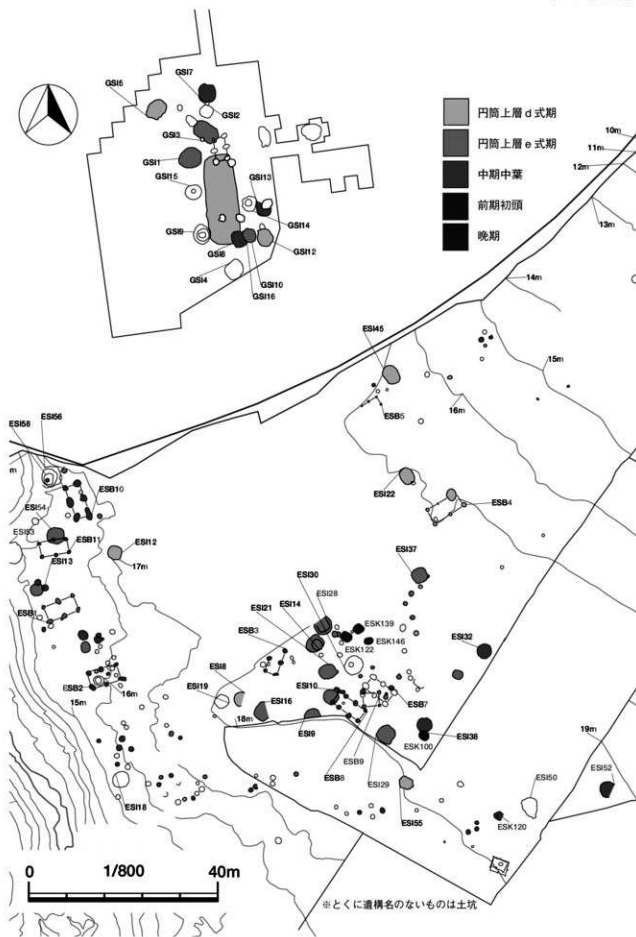 GSI7
GSI5
GSI2
GSI3
GSI1
GSI15
GSI13
GSI14
GSI9
GSI8
GSI12
GSI4
GSI10
GSI16
円筒上層d式期
円筒上層e式期
中期中葉
前期初頭
晩期
10m
11m
12m
13m
14m
15m
16m
ESI45
ESB5
ESI22
ESB4
ESI56
ESI58
m
ESI54
ESB10
ESI53
ESB11
ESI12
17m
ESI13
ESB1
ESB2
16m
15m
ESI18
ESI37
ESI30
ESI28
ESI21
ESI14
ESK139
ESB3
ESK146
ESK122
ESI32
ESI8
ESI10
ESI19
ESI16
ESB7
18m
ESI9
ESI38
ESK100
ESB9
ESB8
ESI29
ESI55
19m
ESI50
ESI52
ESK120
0
1/800
40m
※とくに遺構名のないものは土坑